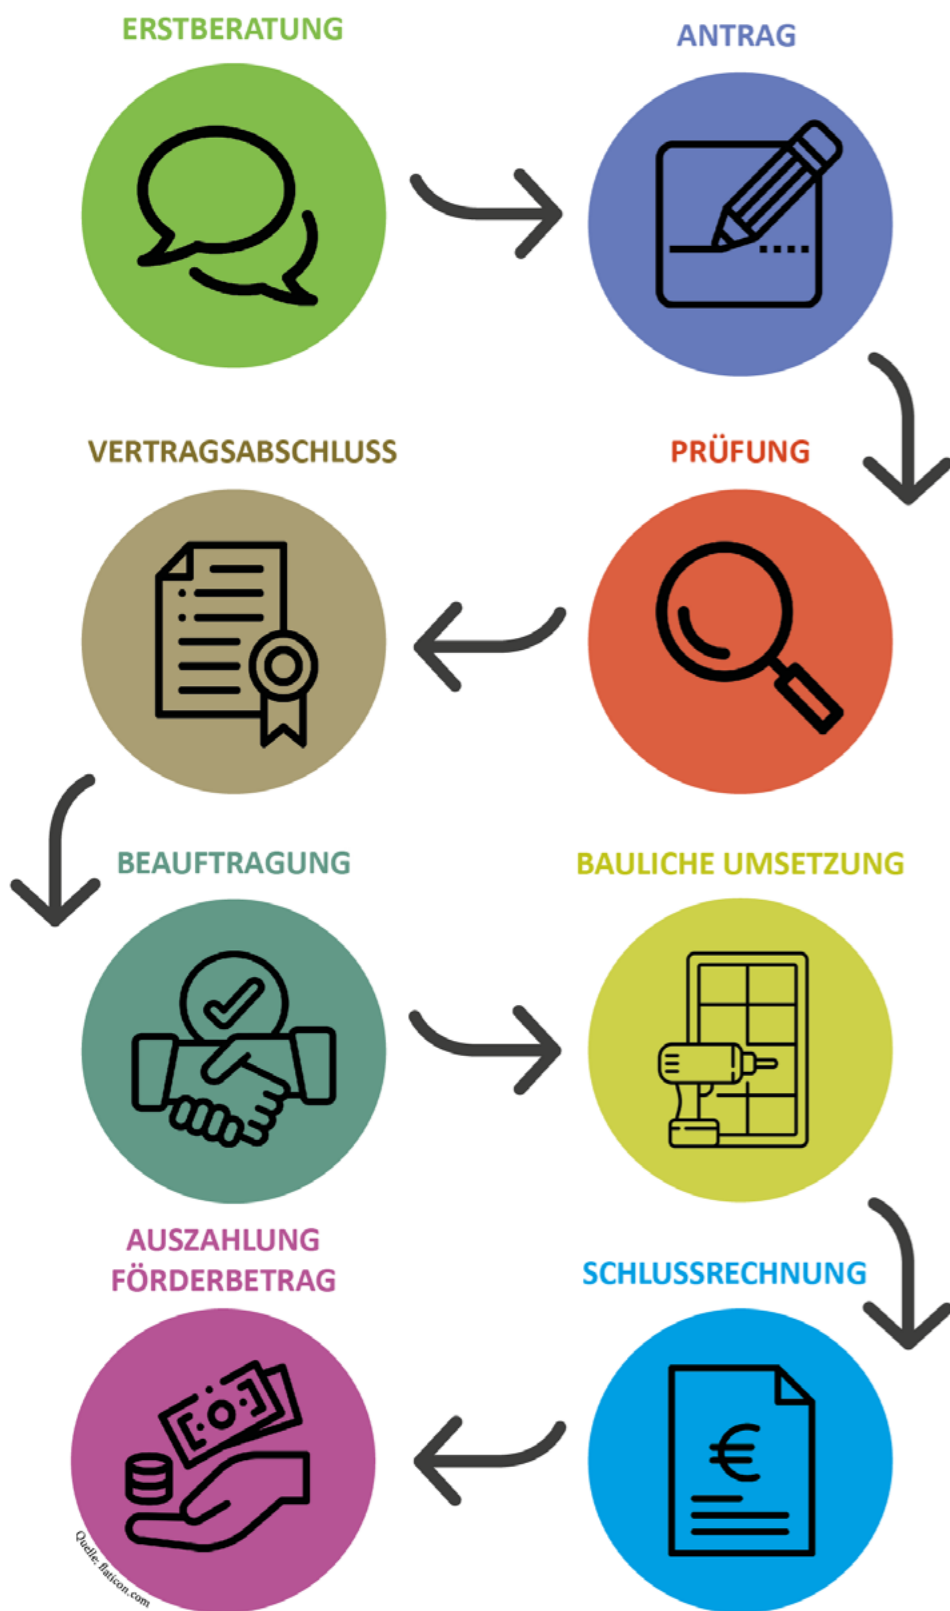 ERSTBERATUNG
ANTRAG
PRÜFUNG
VERTRAGSABSCHLUSS
BEAUFTRAGUNG
BAULICHE UMSETZUNG
SCHLUSSRECHNUNG
€
AUSZAHLUNG
FÖRDERBETRAG
Quelle: flaticon.com